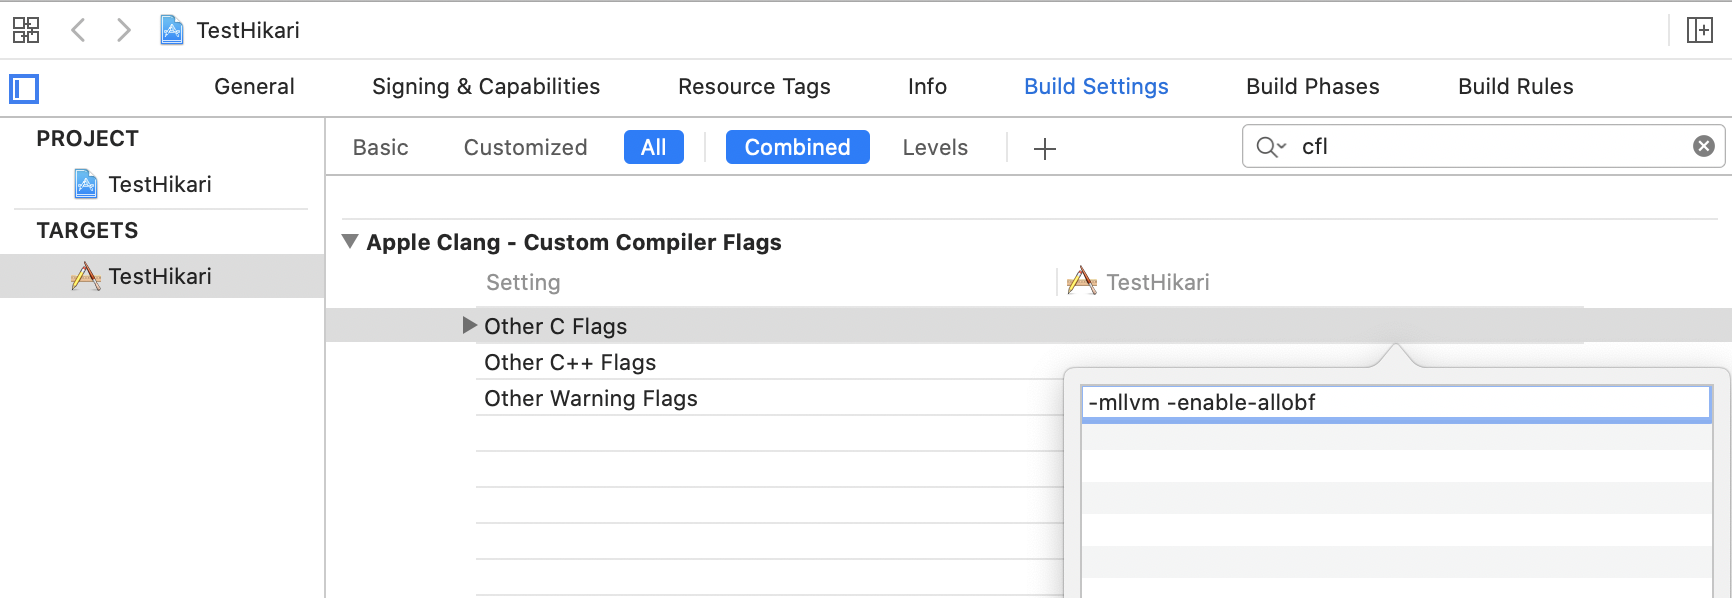 TestHikari
General Signing & Capabilities Resource Tags Info Build Settings Build Phases Build Rules
PROJECT
TestHikari
TARGETS
TestHikari
Basic Customized All Combined Levels cfl
Apple Clang - Custom Compiler Flags
Setting TestHikari
Other C Flags
Other C++ Flags
Other Warning Flags
-mllvm -enable-allobf